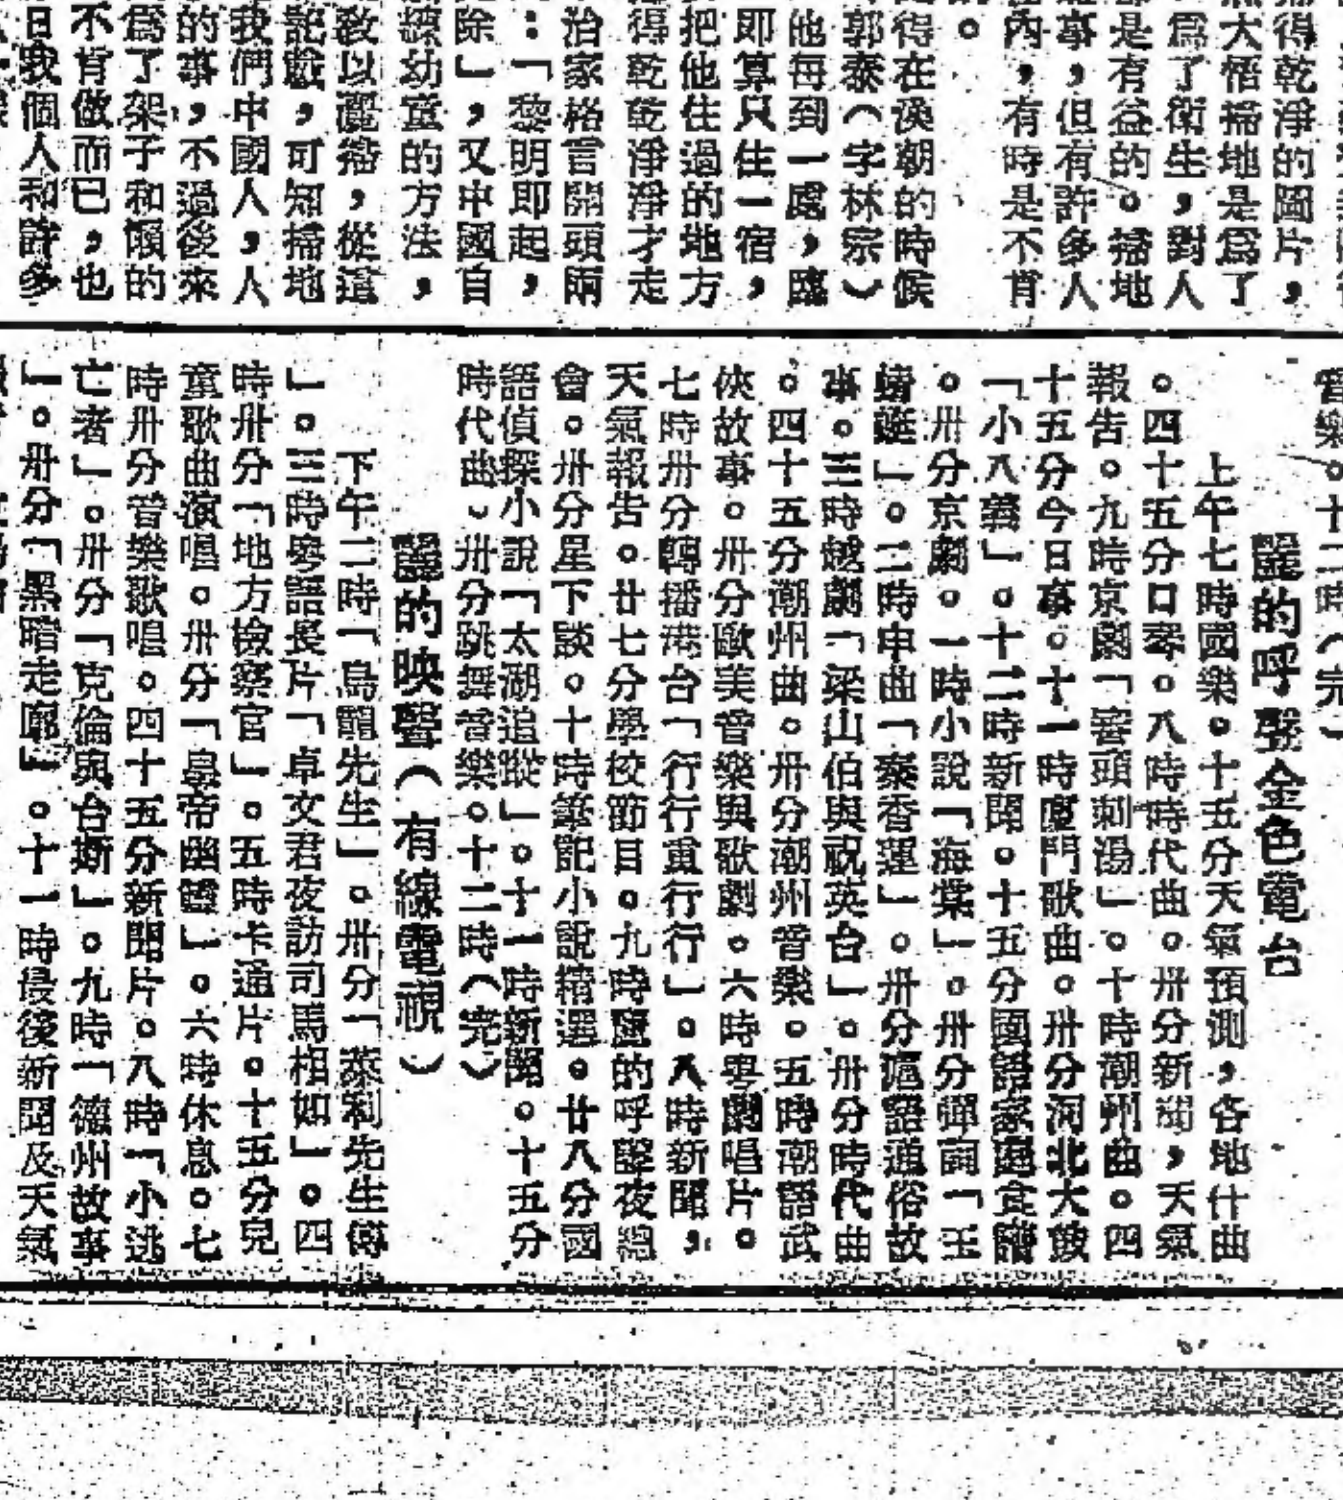 得乾淨的圖片，
大悟掃地是爲了
爲了衛生，對人
是有益的。掃地
事，但有許多人
內，有時是不肯
。
得在漢朝的時候
郭泰（字林宗）
他每到一處，臨
即算只住一宿，
把他住過的地方
得乾乾淨淨才走
治家格言開頭兩
：「黎明即起，
除」，又中國自
練幼童的方法，
敎以灑掃，從這
記載，可知掃地
我們中國人，人
的事，不過後來
爲了架子和懶的
不肯做而已，也
日我個人和許多
音樂。十二時（完）
麗的呼聲金色電台
上午七時國樂。十五分天氣預測，各地什曲
。四十五分口琴。八時時代曲。卅分新聞，天氣
報告。九時京劇「審頭刺湯」。十時潮州曲。四
十五分今日事。十一時廈門歌曲。卅分河北大鼓
「小八義」。十二時新聞。十五分國語家庭食譜
。卅分京劇。一時小說「海棠」。卅分彈詞「玉
蜻蜓」。二時申曲「秦香蓮」。卅分滬語通俗故
事。三時越劇「梁山伯與祝英台」。卅分時代曲
。四十五分潮州曲。卅分潮州音樂。五時潮語武
俠故事。卅分歐美音樂與歌劇。六時粤劇唱片。
七時卅分轉播港台「行行重行行」。八時新聞，
天氣報告。廿七分學校節目。九時麗的呼聲夜總
會。卅分星下談。十時筆記小說精選。廿八分國
語偵探小說「太湖追蹤」。十一時新聞。十五分
時代曲。卅分跳舞音樂。十二時（完）
麗的映聲（有線電視）
下午二時「烏龍先生」。卅分「蔡利先生傳
」。三時粤語長片「卓文君夜訪司馬相如」。四
時卅分「地方檢察官」。五時卡通片。十五分兒
童歌曲演唱。卅分「皇帝幽靈」。六時休息。七
時卅分音樂歌唱。四十五分新聞片。八時「小逃
亡者」。卅分「克倫與台斯」。九時「德州故事
」。卅分「黑暗走廊」。十一時最後新聞及天氣